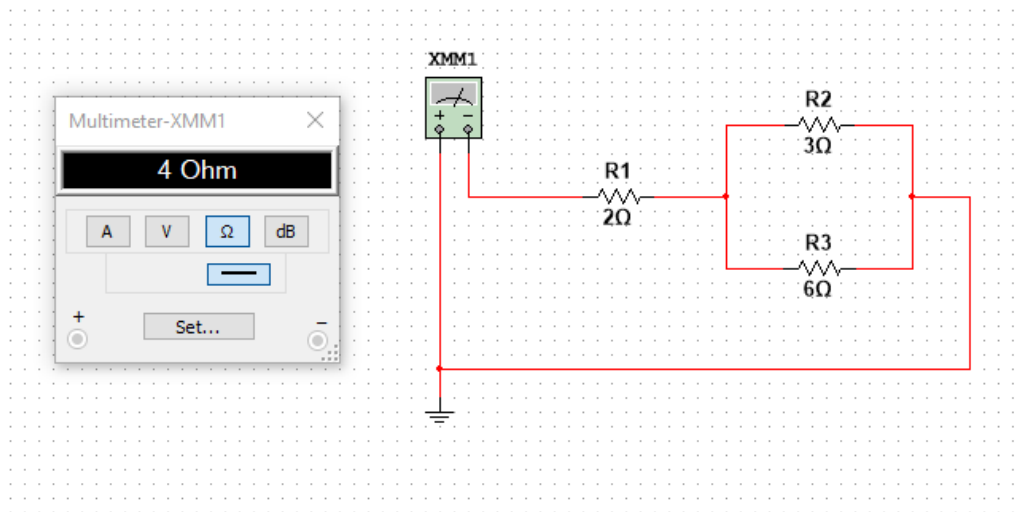 Multimeter-XMM1
4 Ohm
A V Ω dB
+ −
Set...
XMM1
+ −
R1
2Ω
R2
3Ω
R3
6Ω